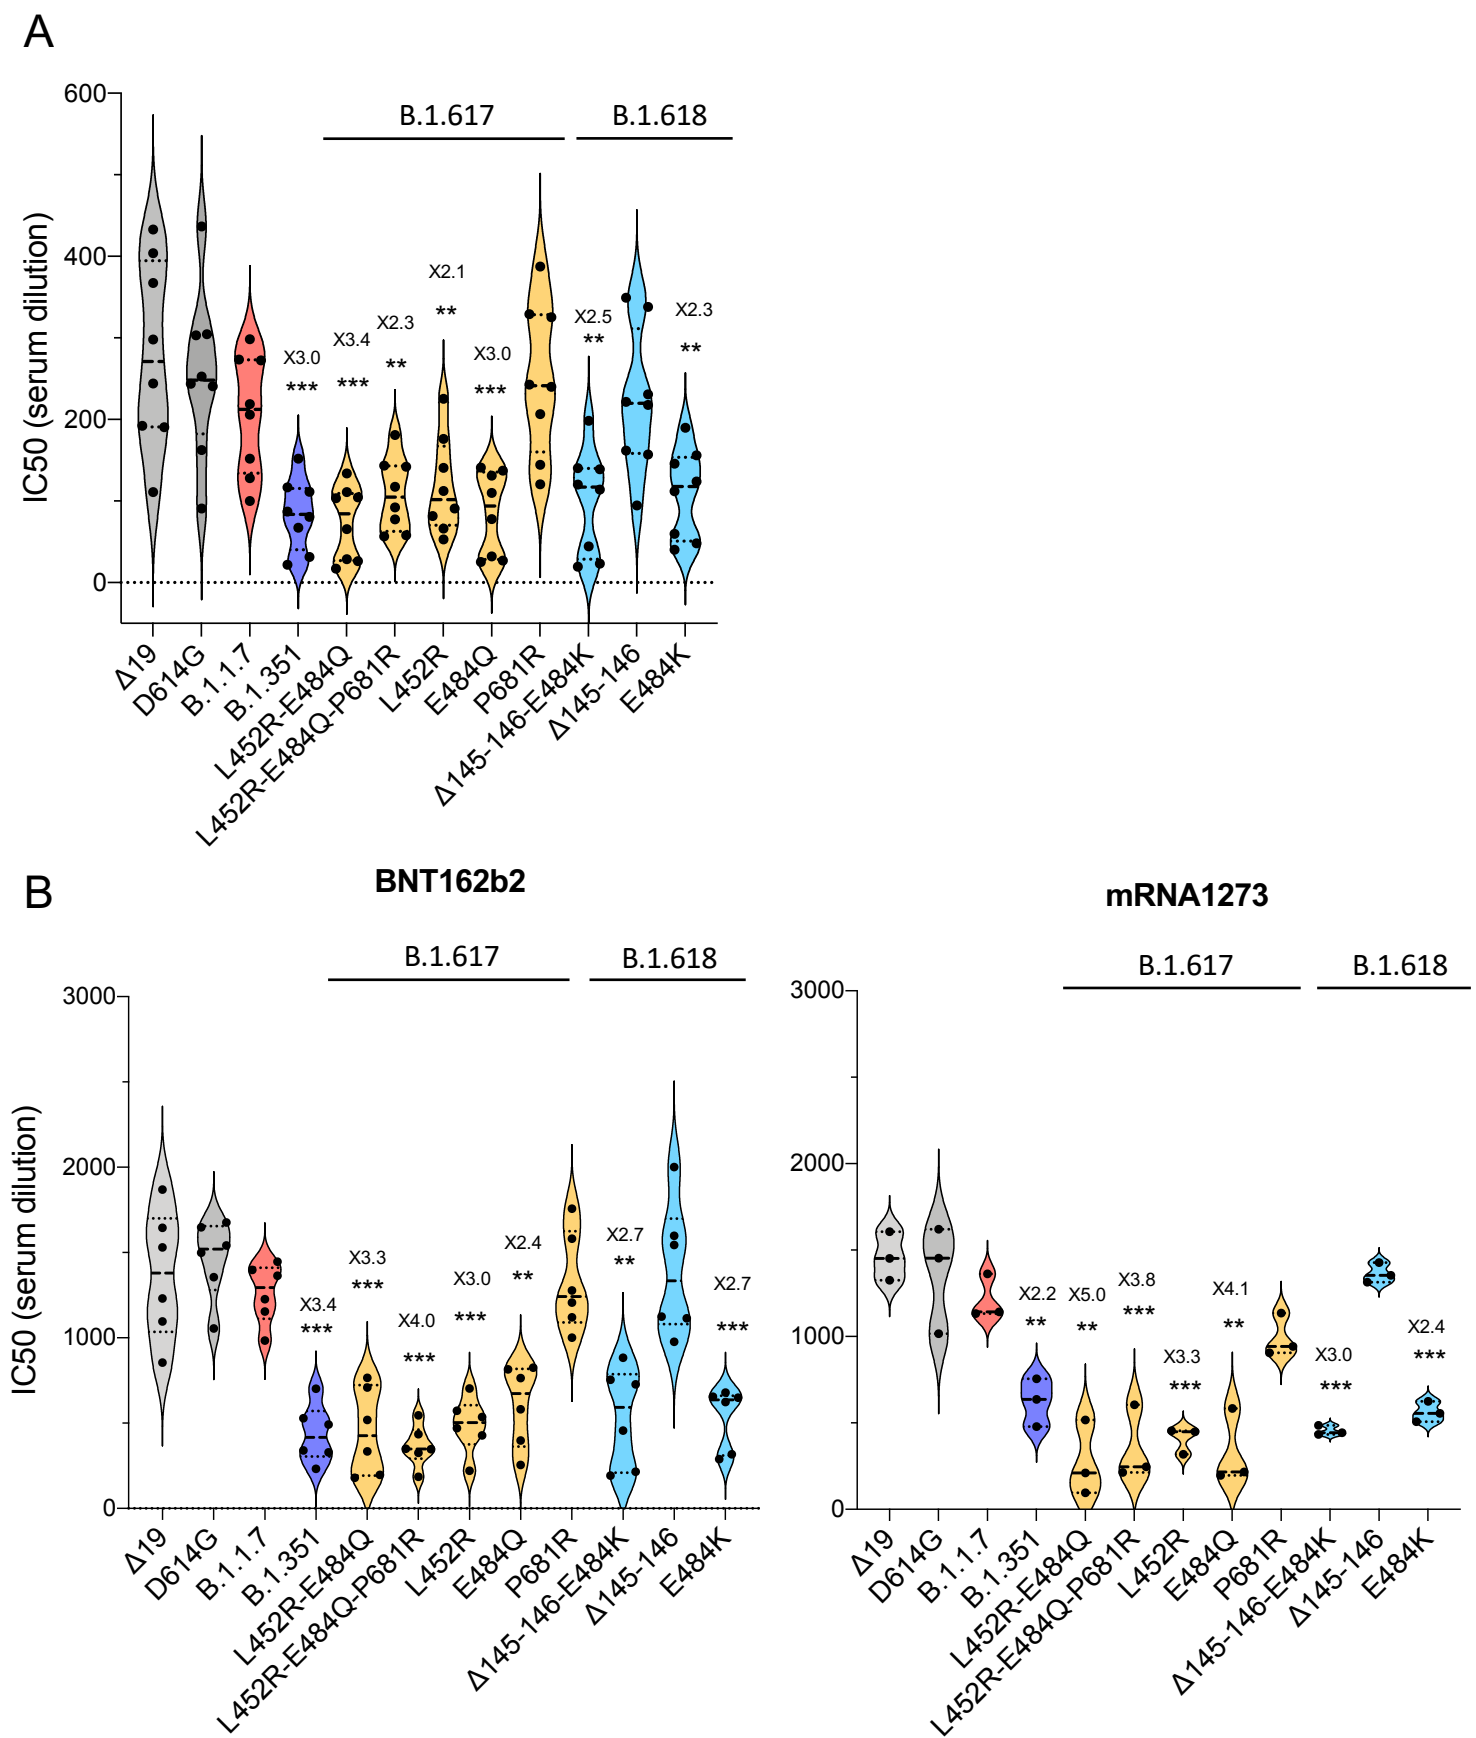 A
B.1.617
B.1.618
600
400
200
0
IC50 (serum dilution)
X3.0
***
X3.4
***
X2.3
**
X2.1
**
X3.0
***
X2.5
**
X2.3
**
Δ19
D614G
B.1.1.7
B.1.351
L452R-E484Q
L452R-E484Q-P681R
L452R
E484Q
P681R
Δ145-146-E484K
Δ145-146
E484K
B
BNT162b2
B.1.617
B.1.618
3000
2000
1000
0
IC50 (serum dilution)
X3.4
***
X3.3
***
X4.0
***
X3.0
***
X2.4
**
X2.7
**
X2.7
***
Δ19
D614G
B.1.1.7
B.1.351
L452R-E484Q
L452R-E484Q-P681R
L452R
E484Q
P681R
Δ145-146-E484K
Δ145-146
E484K
mRNA1273
B.1.617
B.1.618
3000
2000
1000
0
X2.2
**
X5.0
**
X3.8
***
X3.3
***
X4.1
**
X3.0
***
X2.4
***
Δ19
D614G
B.1.1.7
B.1.351
L452R-E484Q
L452R-E484Q-P681R
L452R
E484Q
P681R
Δ145-146-E484K
Δ145-146
E484K